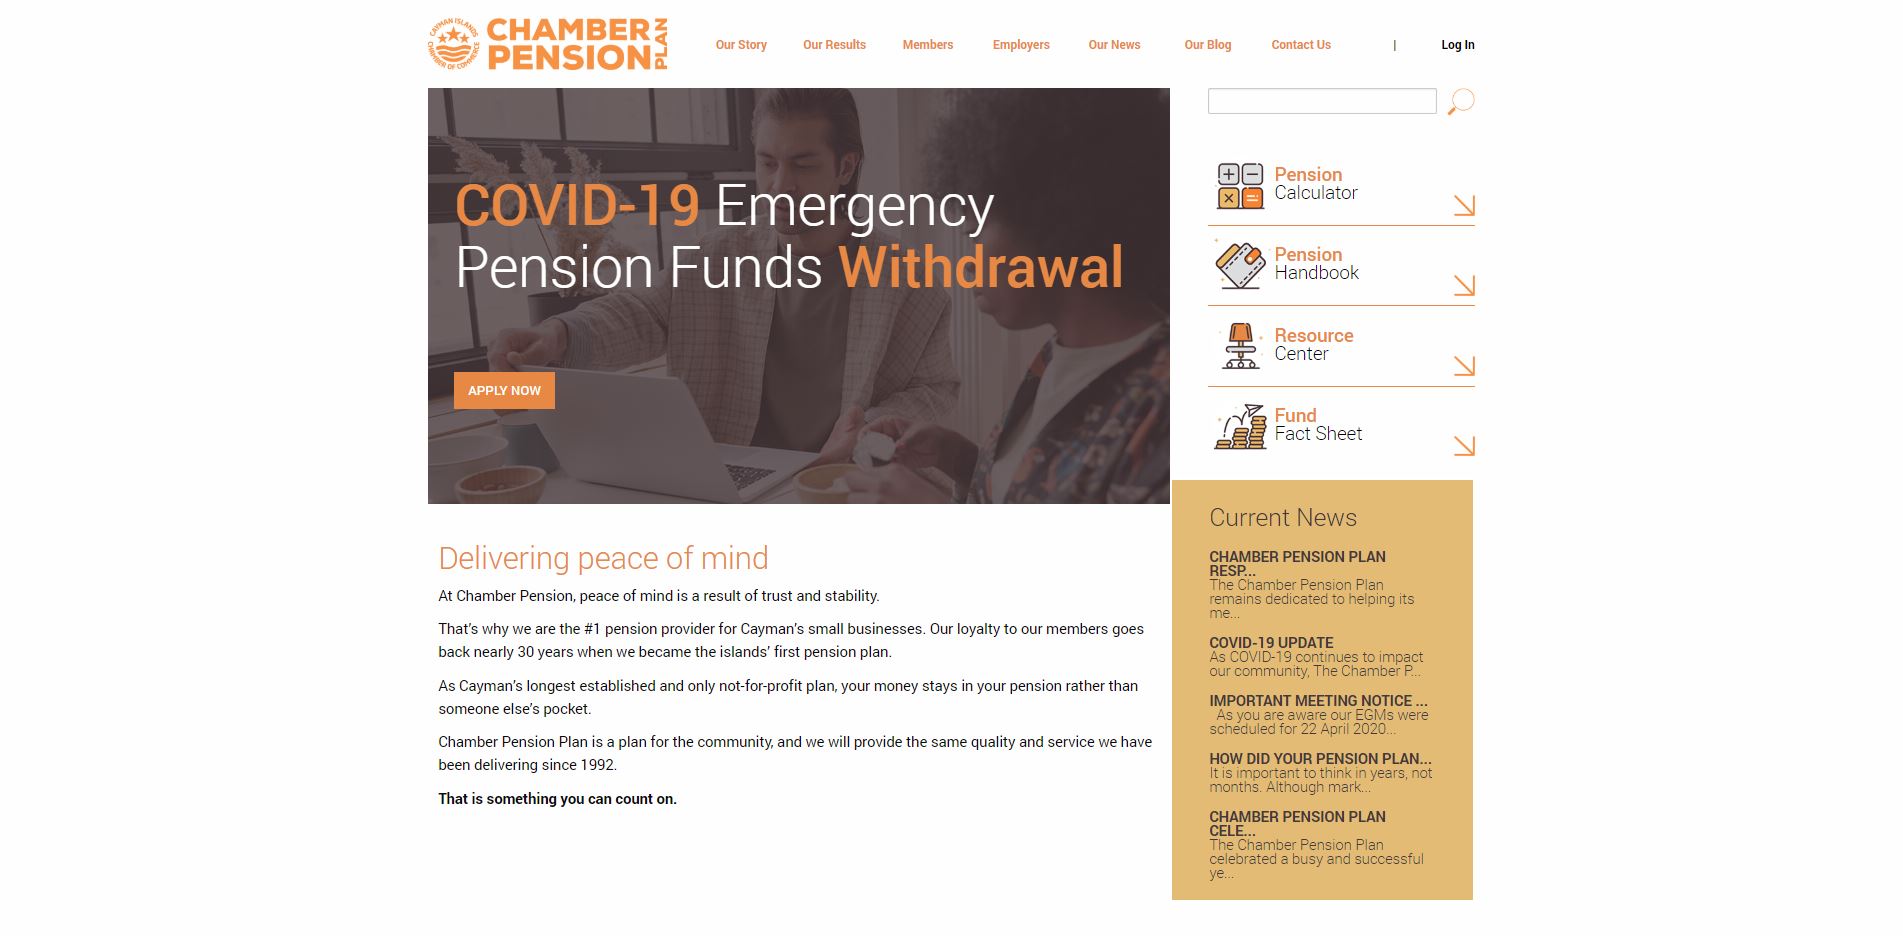 CAYMAN ISLANDS
CHAMBER OF COMMERCE
CHAMBER
PENSION
PLAN
Our Story
Our Results
Members
Employers
Our News
Our Blog
Contact Us
|
Log In
COVID-19 Emergency
Pension Funds Withdrawal
APPLY NOW
Pension
Calculator
Pension
Handbook
Resource
Center
Fund
Fact Sheet
Delivering peace of mind
At Chamber Pension, peace of mind is a result of trust and stability.
That’s why we are the #1 pension provider for Cayman’s small businesses. Our loyalty to our members goes
back nearly 30 years when we became the islands’ first pension plan.
As Cayman’s longest established and only not-for-profit plan, your money stays in your pension rather than
someone else’s pocket.
Chamber Pension Plan is a plan for the community, and we will provide the same quality and service we have
been delivering since 1992.
That is something you can count on.
Current News
CHAMBER PENSION PLAN
RESP...
The Chamber Pension Plan
remains dedicated to helping its
me...
COVID-19 UPDATE
As COVID-19 continues to impact
our community, The Chamber P...
IMPORTANT MEETING NOTICE ...
As you are aware our EGMs were
scheduled for 22 April 2020...
HOW DID YOUR PENSION PLAN...
It is important to think in years, not
months. Although mark...
CHAMBER PENSION PLAN
CELE...
The Chamber Pension Plan
celebrated a busy and successful
ye...